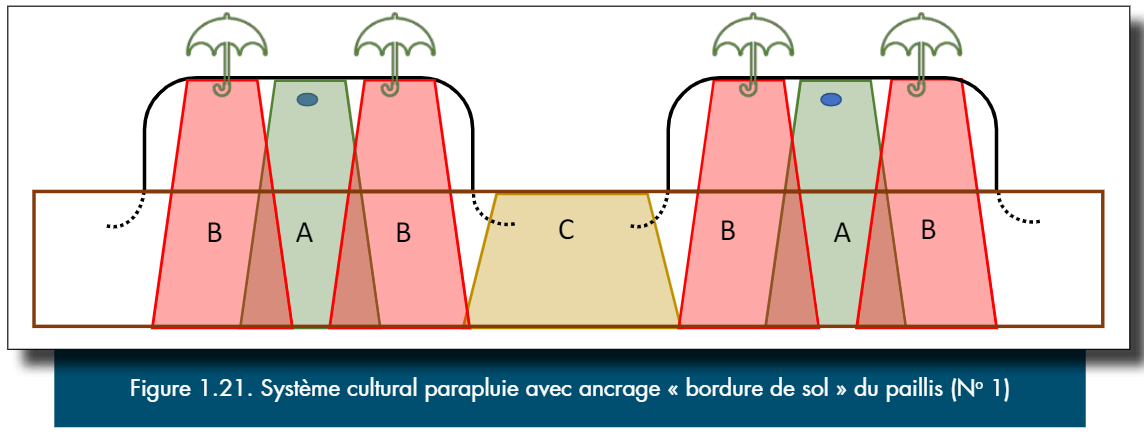 B A B C B A B
Figure 1.21. Système cultural parapluie avec ancrage « bordure de sol » du paillis (Nº 1)